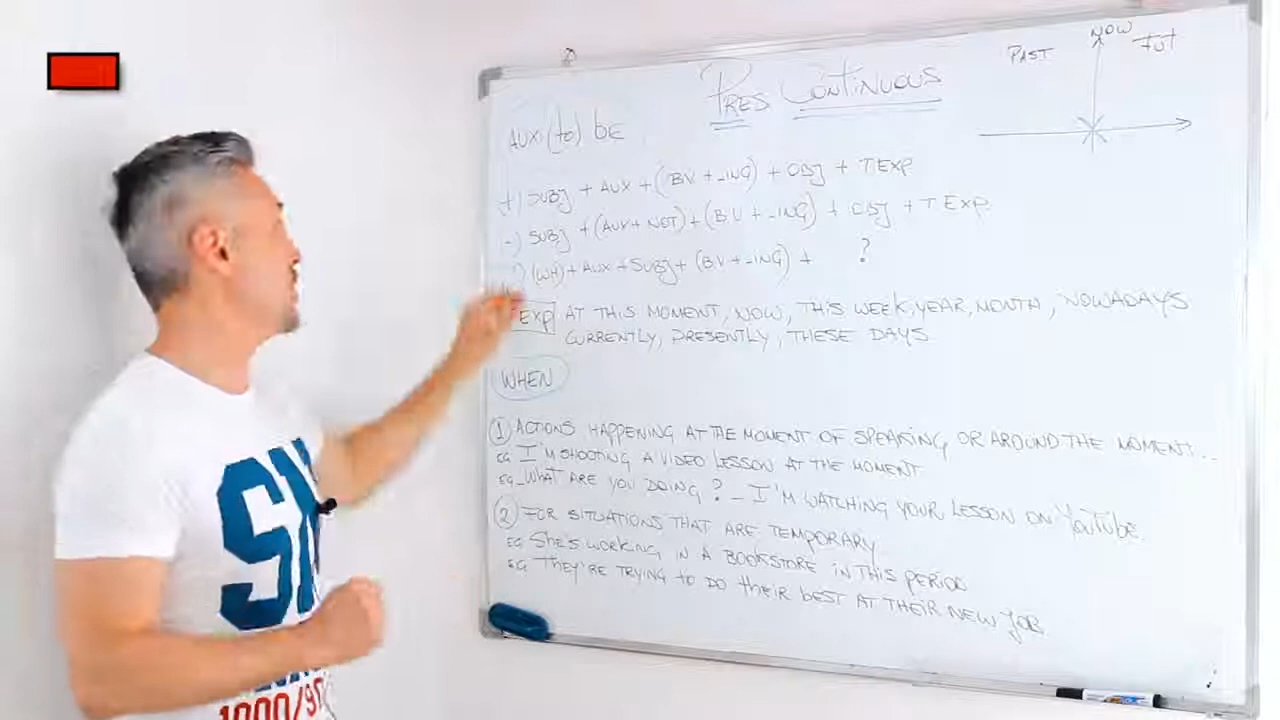 PRES CONTINUOUS
PAST NOW FUT
AUX: (to) BE
+) SUBJ + AUX + (B.V + -ING) + OBJ + T EXP
-) SUBJ + (AUX + NOT) + (B.V + -ING) + OBJ + T EXP.
?) (WH) + AUX + SUBJ + (B.V + -ING) + ?
EXP AT THIS MOMENT, NOW, THIS WEEK, YEAR, MONTH, NOWADAYS
CURRENTLY, PRESENTLY, THESE DAYS
WHEN
1 ACTIONS HAPPENING AT THE MOMENT OF SPEAKING, OR AROUND THE MOMENT...
EG I'M SHOOTING A VIDEO LESSON AT THE MOMENT
EG - WHAT ARE YOU DOING? - I'M WATCHING YOUR LESSON ON YOUTUBE.
2 FOR SITUATIONS THAT ARE TEMPORARY
EG SHE'S WORKING IN A BOOKSTORE IN THIS PERIOD
EG THEY'RE TRYING TO DO THEIR BEST AT THEIR NEW JOB
1000/90